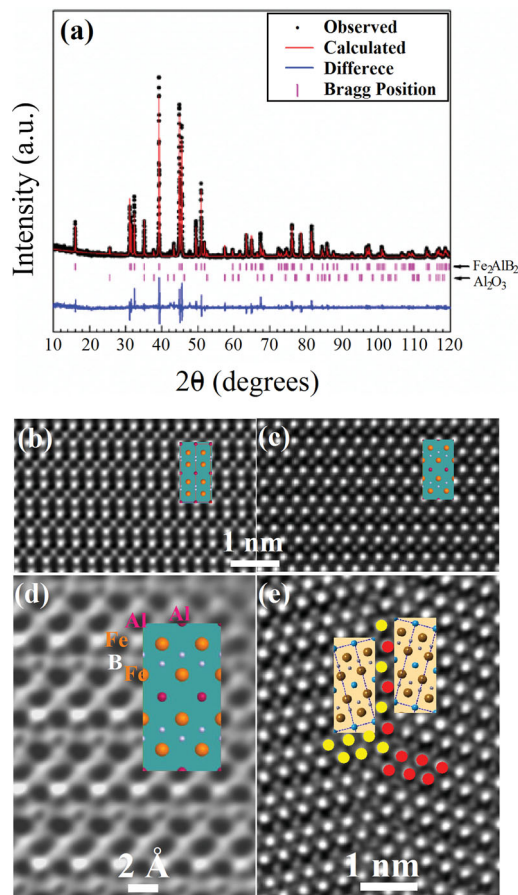 (a)
Observed
Calculated
Differece
Bragg Position
Intensity (a.u.)
Fe2AlB2
Al2O3
10 20 30 40 50 60 70 80 90 100 110 120
2θ (degrees)
(b)
(c)
1 nm
(d)
Al
Al
Fe
B
Fe
2 Å
(e)
1 nm